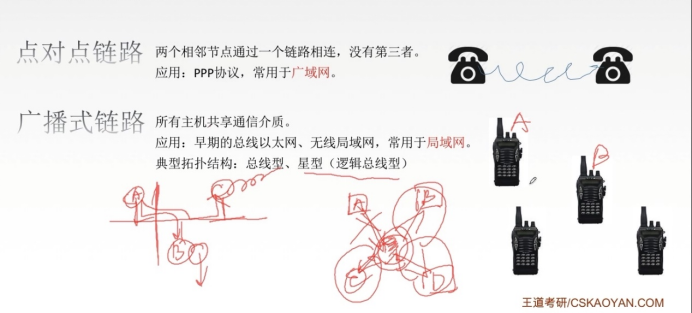 点对点链路
两个相邻节点通过一个链路相连，没有第三者。
应用：PPP协议，常用于广域网。
广播式链路
所有主机共享通信介质。
应用：早期的总线以太网、无线局域网，常用于局域网。
典型拓扑结构：总线型、星型（逻辑总线型）
A
B
A
C
B
A
B
C
D
王道考研/CSKAOYAN.COM